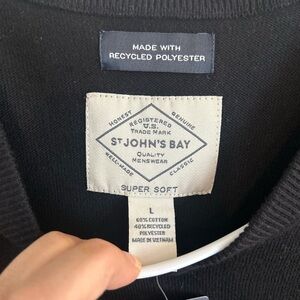 MADE WITH
RECYCLED POLYESTER
HONEST
GENUINE
REGISTERED
U.S.
TRADE MARK
ST JOHN'S BAY
QUALITY
MENSWEAR
WELL-MADE
CLASSIC
SUPER SOFT
L
60% COTTON
40% RECYCLED
POLYESTER
MADE IN VIETNAM